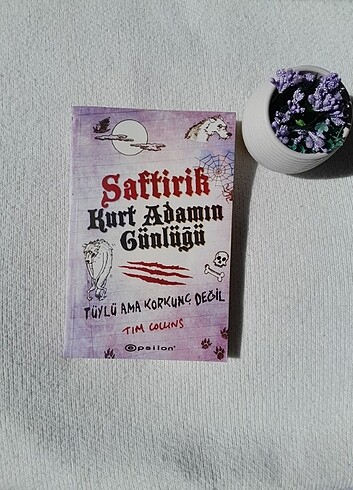 Saftirik
Kurt Adamın
Günlüğü
TÜYLÜ AMA KORKUNÇ DEĞİL
TIM COLLINS
epsilon